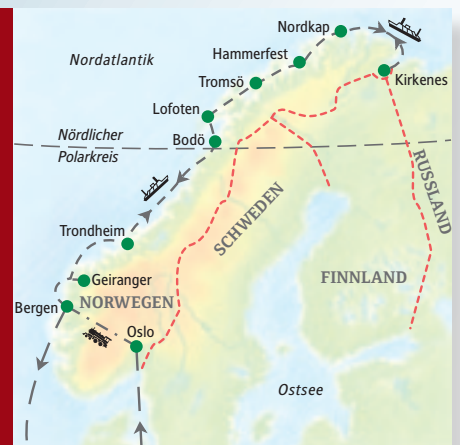 Nordkap
Nordatlantik
Hammerfest
Tromsö
Kirkenes
Lofoten
Nördlicher
Polarkreis
Bodö
RUSSLAND
SCHWEDEN
Trondheim
FINNLAND
Geiranger
NORWEGEN
Bergen
Oslo
Ostsee